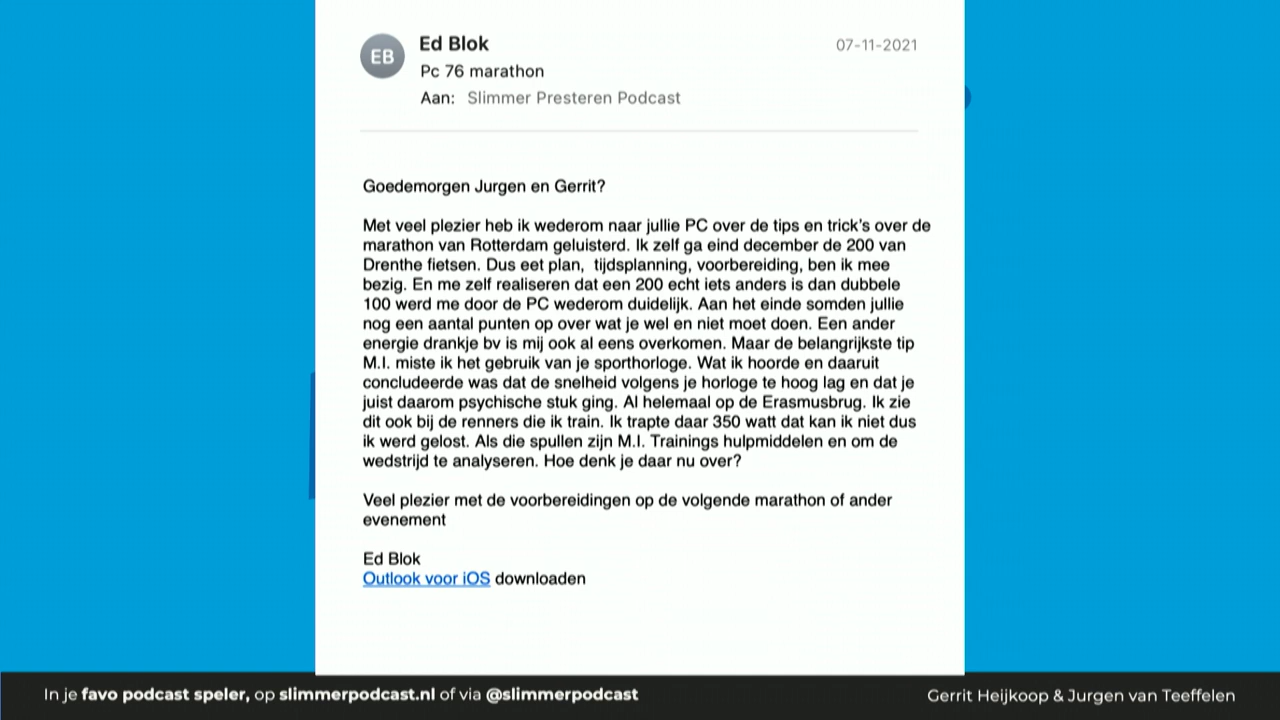 EB
Ed Blok
07-11-2021
Pc 76 marathon
Aan: Slimmer Presteren Podcast
Goedemorgen Jurgen en Gerrit?
Met veel plezier heb ik wederom naar jullie PC over de tips en trick's over de
marathon van Rotterdam geluisterd. Ik zelf ga eind december de 200 van
Drenthe fietsen. Dus eet plan, tijdsplanning, voorbereiding, ben ik mee
bezig. En me zelf realiseren dat een 200 echt iets anders is dan dubbele
100 werd me door de PC wederom duidelijk. Aan het einde somden jullie
nog een aantal punten op over wat je wel en niet moet doen. Een ander
energie drankje bv is mij ook al eens overkomen. Maar de belangrijkste tip
M.I. miste ik het gebruik van je sporthorloge. Wat ik hoorde en daaruit
concludeerde was dat de snelheid volgens je horloge te hoog lag en dat je
juist daarom psychische stuk ging. Al helemaal op de Erasmusbrug. Ik zie
dit ook bij de renners die ik train. Ik trapte daar 350 watt dat kan ik niet dus
ik werd gelost. Als die spullen zijn M.I. Trainings hulpmiddelen en om de
wedstrijd te analyseren. Hoe denk je daar nu over?
Veel plezier met de voorbereidingen op de volgende marathon of ander
evenement
Ed Blok
Outlook voor iOS downloaden
In je favo podcast speler, op slimmerpodcast.nl of via @slimmerpodcast
Gerrit Heijkoop & Jurgen van Teeffelen